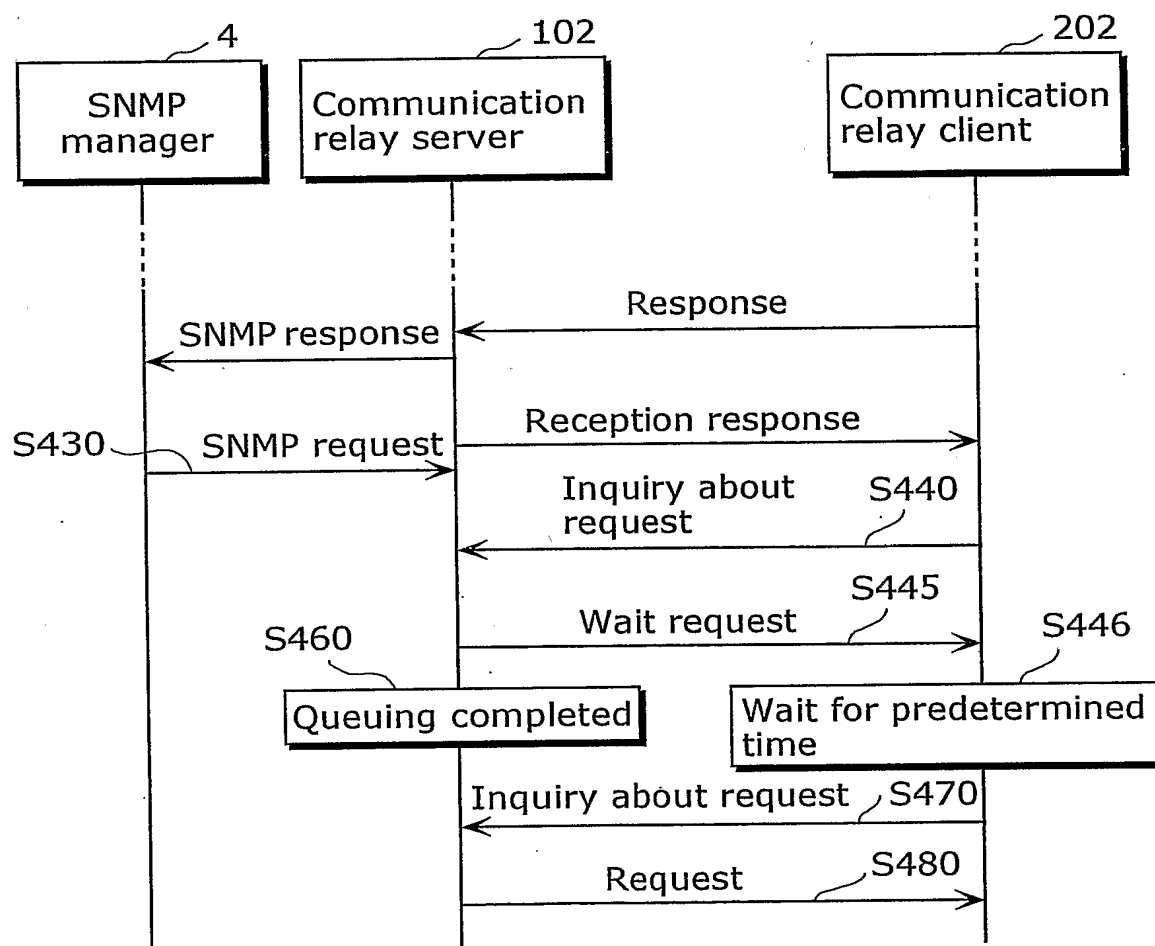 4
102
202
SNMP
manager
Communication
relay server
Communication
relay client
Response
SNMP response
Reception response
S430
SNMP request
Inquiry about
request
S440
S445
Wait request
S460
S446
Queuing completed
Wait for predetermined
time
Inquiry about request
S470
Request
S480